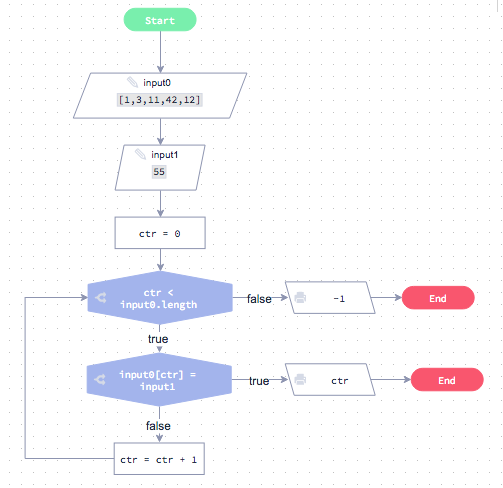 Start
input0
[1,3,11,42,12]
input1
55
ctr = 0
ctr <
input0.length
false
-1
End
true
input0[ctr] =
input1
true
ctr
End
false
ctr = ctr + 1